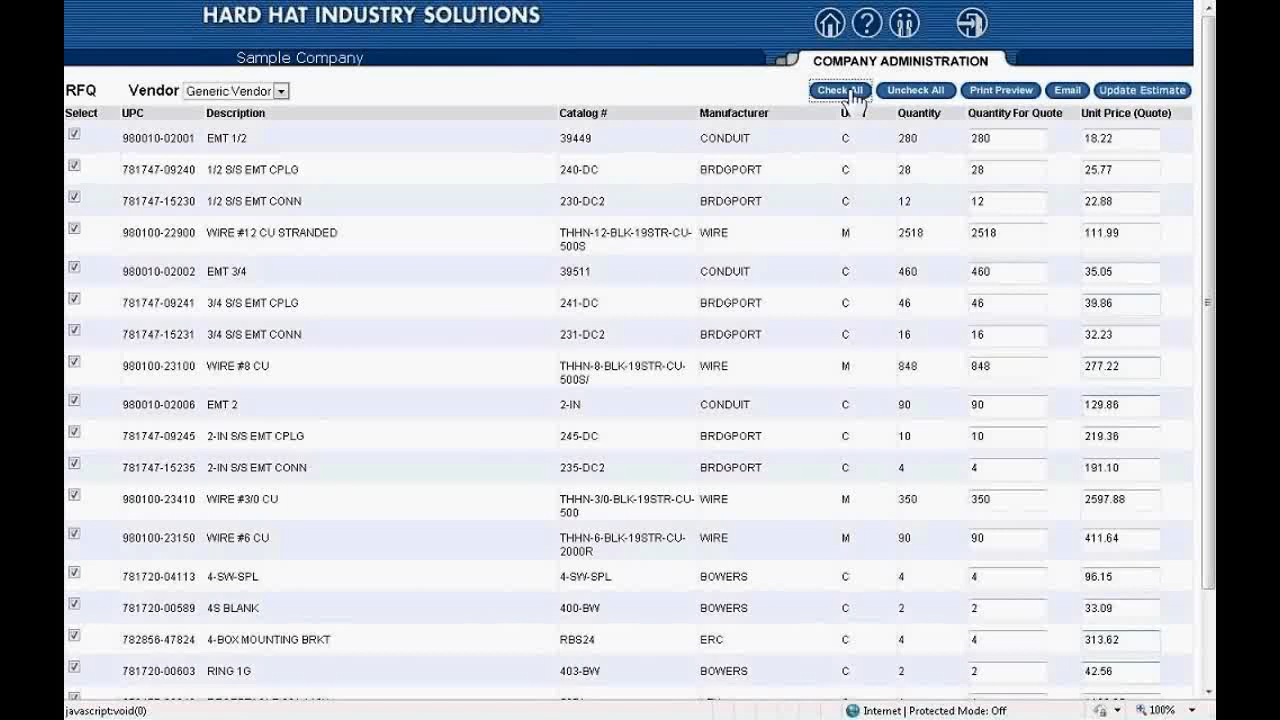 HARD HAT INDUSTRY SOLUTIONS
Sample Company
COMPANY ADMINISTRATION
RFQ Vendor Generic Vendor Check All Uncheck All Print Preview Email Update Estimate
Select UPC Description Catalog # Manufacturer Quantity Quantity For Quote Unit Price (Quote)
980010-02001 EMT 1/2 39449 CONDUIT C 280 280 18.22
781747-09240 1/2 S/S EMT CPLG 240-DC BRDGPORT C 28 28 25.77
781747-15230 1/2 S/S EMT CONN 230-DC2 BRDGPORT C 12 12 22.88
980100-22900 WIRE #12 CU STRANDED THHN-12-BLK-19STR-CU- WIRE M 2518 2518 111.99
500S
980010-02002 EMT 3/4 39511 CONDUIT C 460 460 35.05
781747-09241 3/4 S/S EMT CPLG 241-DC BRDGPORT C 46 46 39.86
781747-15231 3/4 S/S EMT CONN 231-DC2 BRDGPORT C 16 16 32.23
980100-23100 WIRE #8 CU THHN-8-BLK-19STR-CU- WIRE M 848 848 277.22
500S/
980010-02006 EMT 2 2-IN CONDUIT C 90 90 129.86
781747-09245 2-IN S/S EMT CPLG 245-DC BRDGPORT C 10 10 219.36
781747-15235 2-IN S/S EMT CONN 235-DC2 BRDGPORT C 4 4 191.10
980100-23410 WIRE #3/0 CU THHN-3/0-BLK-19STR-CU- WIRE M 350 350 2597.88
500
980100-23150 WIRE #6 CU THHN-6-BLK-19STR-CU- WIRE M 90 90 411.64
2000R
781720-04113 4-SW-SPL 4-SW-SPL BOWERS C 4 4 96.15
781720-00589 4S BLANK 400-BW BOWERS C 2 2 33.09
782856-47824 4-BOX MOUNTING BRKT RBS24 ERC C 4 4 313.62
781720-00603 RING 1G 403-BW BOWERS C 2 2 42.56
javascript:void(0) Internet | Protected Mode: Off 100%